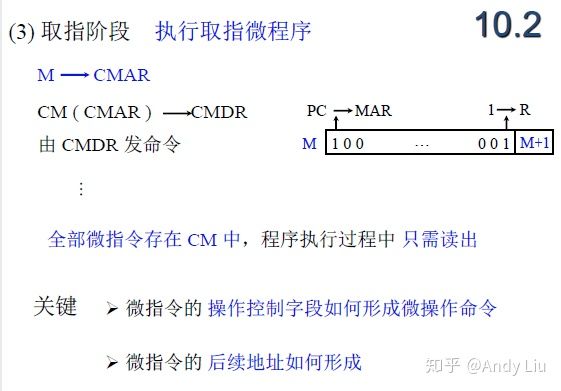 (3) 取指阶段 执行取指微程序 10.2
M → CMAR
CM ( CMAR ) → CMDR PC → MAR 1 → R
由 CMDR 发命令 M 1 0 0 … 0 0 1 M+1
⋮
全部微指令存在 CM 中，程序执行过程中 只需读出
关键 ➢ 微指令的 操作控制字段如何形成微操作命令
➢ 微指令的 后续地址如何形成
知乎 @Andy Liu